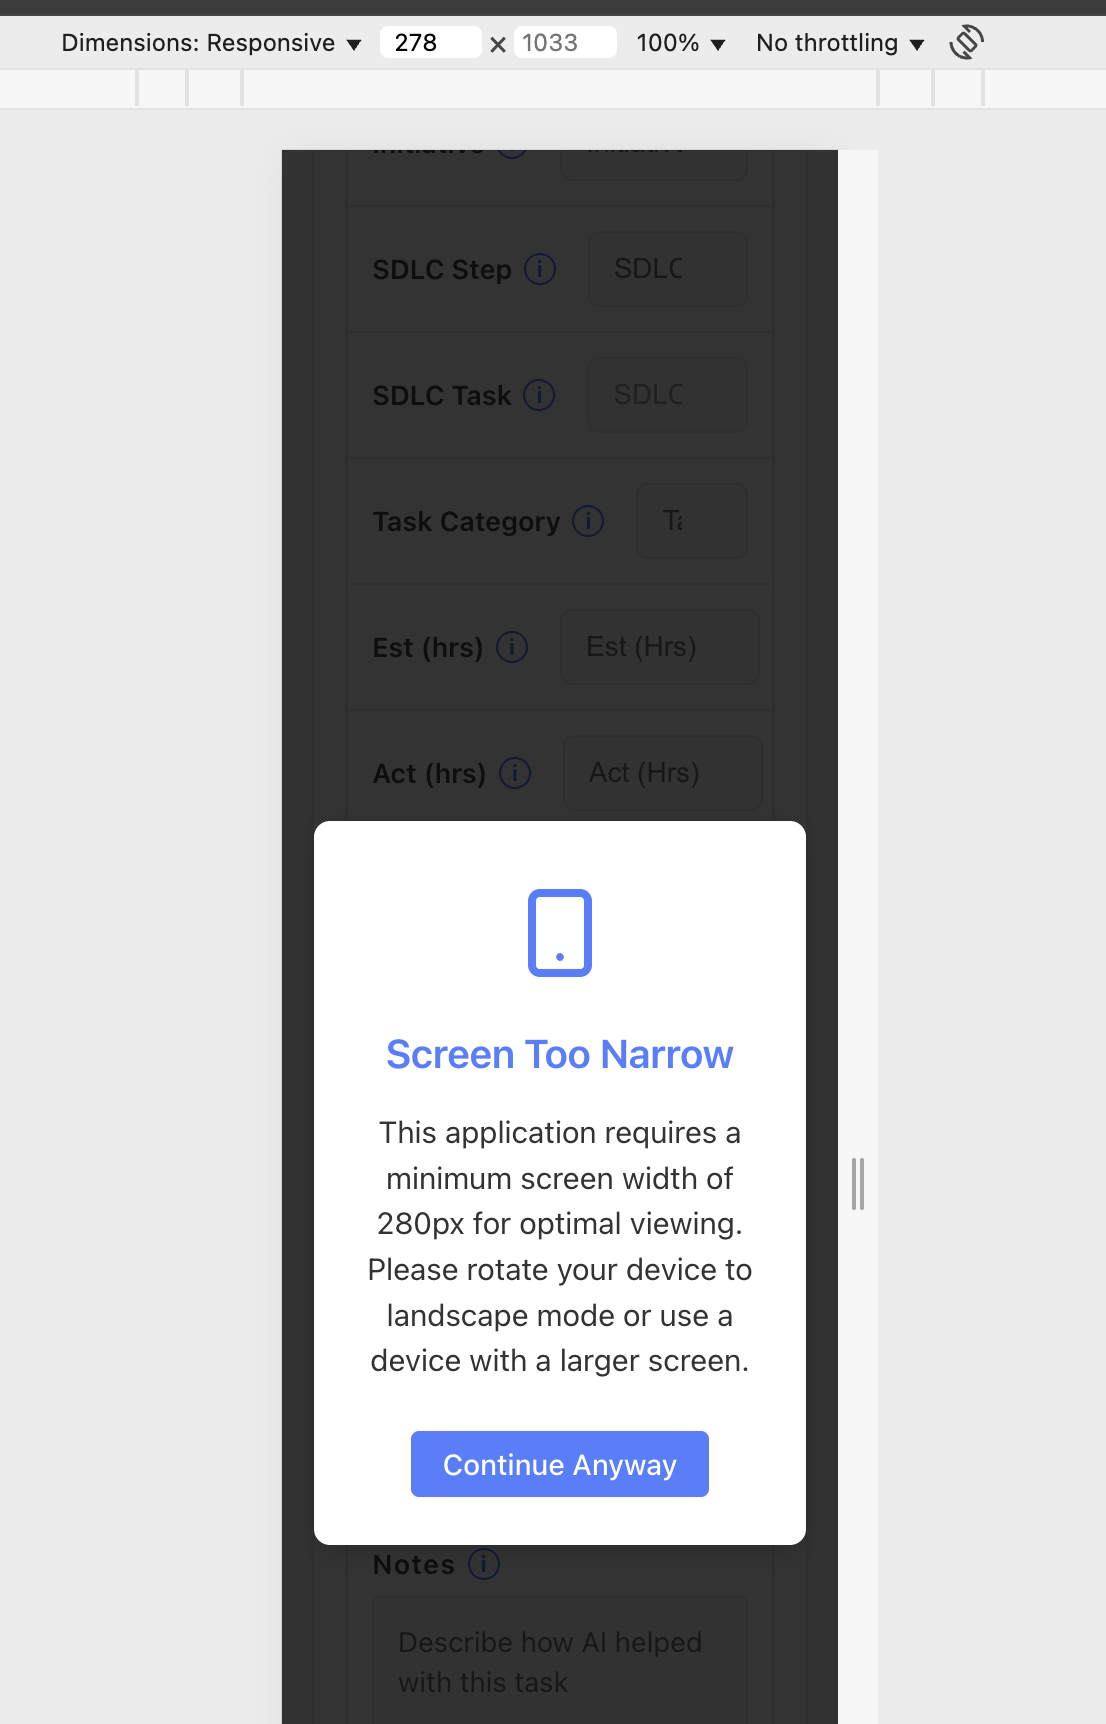 Dimensions: Responsive ▼ 278 × 1033 100% ▼ No throttling ▼
SDLC Step i SDLC
SDLC Task i SDLC
Task Category i Ta
Est (hrs) i Est (Hrs)
Act (hrs) i Act (Hrs)
Screen Too Narrow
This application requires a
minimum screen width of
280px for optimal viewing.
Please rotate your device to
landscape mode or use a
device with a larger screen.
Continue Anyway
Notes i
Describe how AI helped
with this task